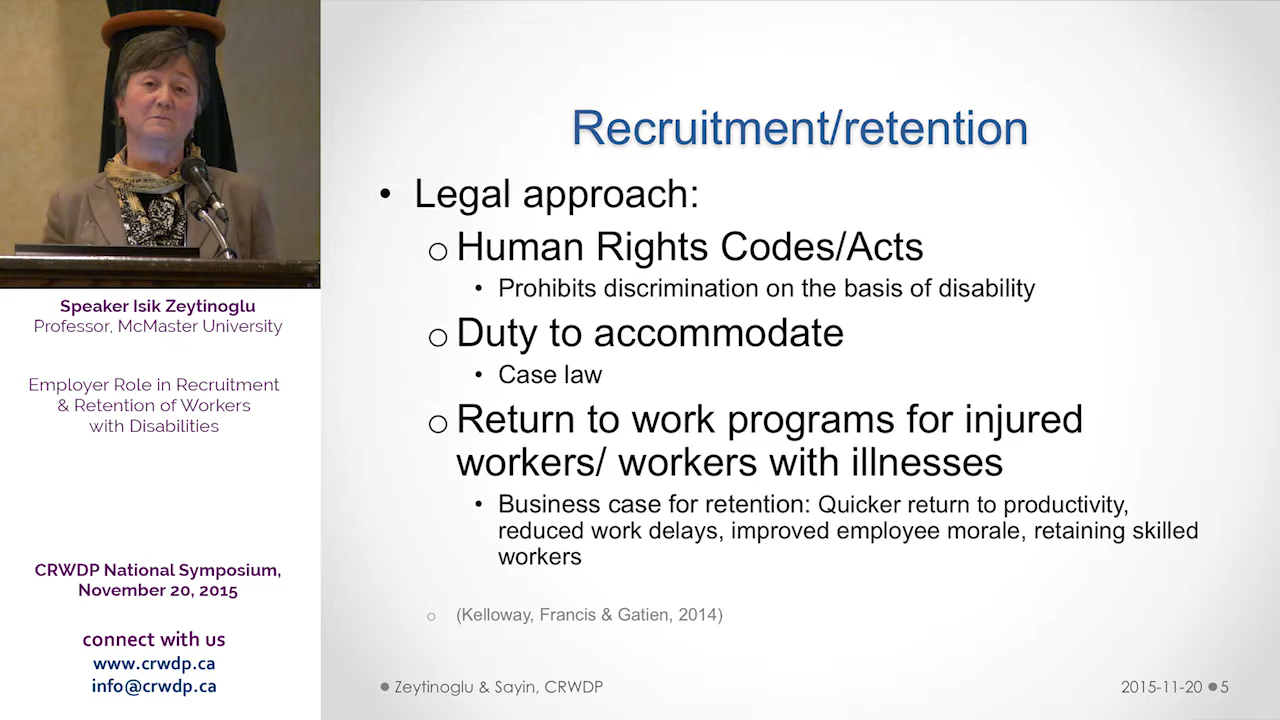 Speaker Isik Zeytinoglu
Professor, McMaster University
Employer Role in Recruitment
& Retention of Workers
with Disabilities
CRWDP National Symposium,
November 20, 2015
connect with us
www.crwdp.ca
info@crwdp.ca
Recruitment/retention
• Legal approach:
o Human Rights Codes/Acts
• Prohibits discrimination on the basis of disability
o Duty to accommodate
• Case law
o Return to work programs for injured
workers/ workers with illnesses
• Business case for retention: Quicker return to productivity,
reduced work delays, improved employee morale, retaining skilled
workers
o (Kelloway, Francis & Gatien, 2014)
● Zeytinoglu & Sayin, CRWDP
2015-11-20 ● 5